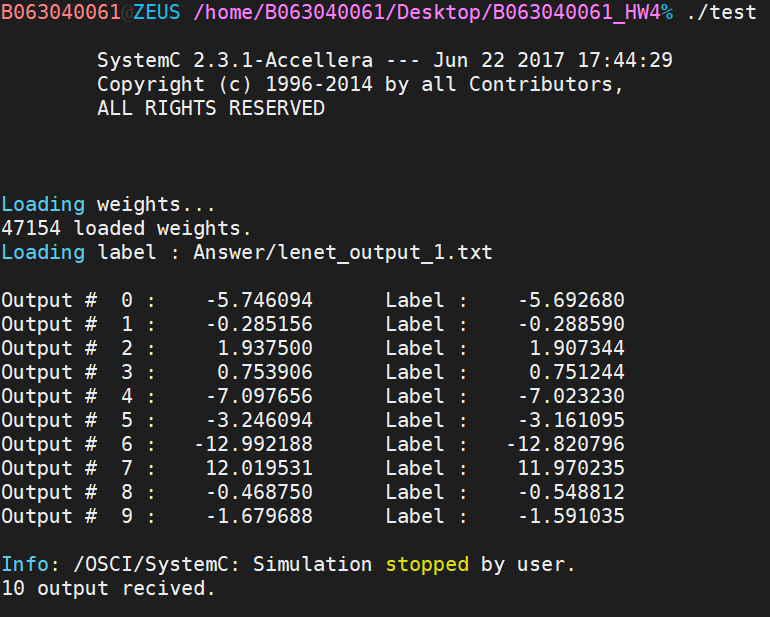 B063040061@ZEUS /home/B063040061/Desktop/B063040061_HW4% ./test
SystemC 2.3.1-Accellera --- Jun 22 2017 17:44:29
Copyright (c) 1996-2014 by all Contributors,
ALL RIGHTS RESERVED
Loading weights...
47154 loaded weights.
Loading label : Answer/lenet_output_1.txt
Output #  0 :    -5.746094      Label :    -5.692680
Output #  1 :    -0.285156      Label :    -0.288590
Output #  2 :     1.937500      Label :     1.907344
Output #  3 :     0.753906      Label :     0.751244
Output #  4 :    -7.097656      Label :    -7.023230
Output #  5 :    -3.246094      Label :    -3.161095
Output #  6 :   -12.992188      Label :   -12.820796
Output #  7 :    12.019531      Label :    11.970235
Output #  8 :    -0.468750      Label :    -0.548812
Output #  9 :    -1.679688      Label :    -1.591035
Info: /OSCI/SystemC: Simulation stopped by user.
10 output recived.